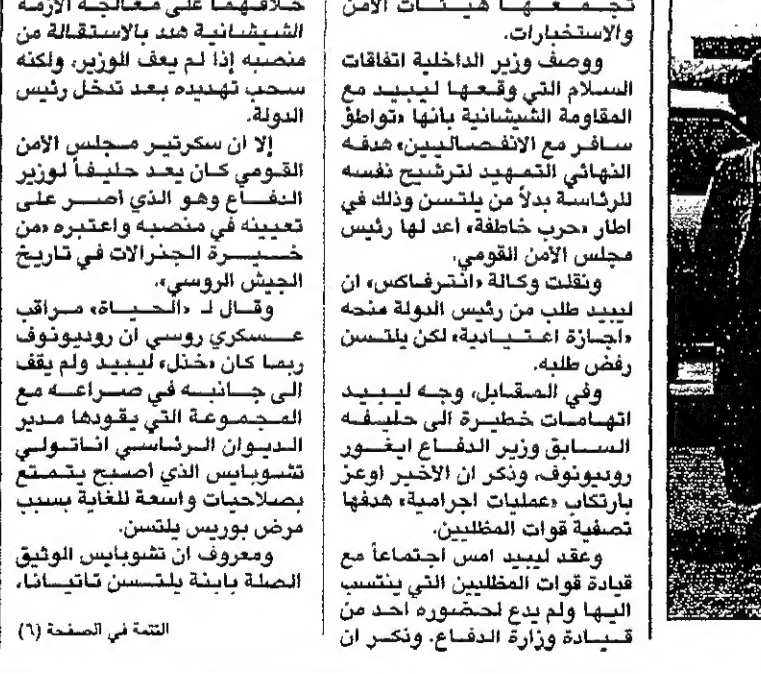 تجمعها هيئات الأمن
والاستخبارات.
ووصف وزير الداخلية اتفاقات
السلام التي وقعها ليبيد مع
المقاومة الشيشانية بأنها «تواطؤ
سافر مع الانفصاليين» هدفه
النهائي التمهيد لترشيح نفسه
للرئاسة بدلاً من يلتسن وذلك في
اطار «حرب خاطفة» أعد لها رئيس
مجلس الأمن القومي.
ونقلت وكالة «انترفاكس» ان
ليبيد طلب من رئيس الدولة منحه
«اجازة اعتيادية» لكن يلتسن
رفض طلبه.
وفي المقابل، وجه ليبيد
اتهامات خطيرة الى حليفه
السابق وزير الدفاع ايغور
روديونوف، وذكر ان الاخير اوعز
بارتكاب «عمليات اجرامية» هدفها
تصفية قوات المظليين.
وعقد ليبيد امس اجتماعاً مع
قيادة قوات المظليين التي ينتسب
اليها ولم يدع لحضوره احد من
قيادة وزارة الدفاع. وذكر ان
خلافهما على معالجة الأزمة
الشيشانية هدد بالاستقالة من
منصبه إذا لم يعف الوزير، ولكنه
سحب تهديده بعد تدخل رئيس
الدولة.
إلا ان سكرتير مجلس الأمن
القومي كان يعد حليفاً لوزير
الدفاع وهو الذي أصر على
تعيينه في منصبه واعتبره «من
خيرة الجنرالات في تاريخ
الجيش الروسي».
وقال لـ «الحياة» مراقب
عسكري روسي ان روديونوف
ربما كان «خذل» ليبيد ولم يقف
الى جانبه في صراعه مع
المجموعة التي يقودها مدير
الديوان الرئاسي اناتولي
تشوبايس الذي أصبح يتمتع
بصلاحيات واسعة للغاية بسبب
مرض بوريس يلتسن.
ومعروف ان تشوبايس الوثيق
الصلة بابنة يلتسن تاتيانا،
التتمة في الصفحة (٦)